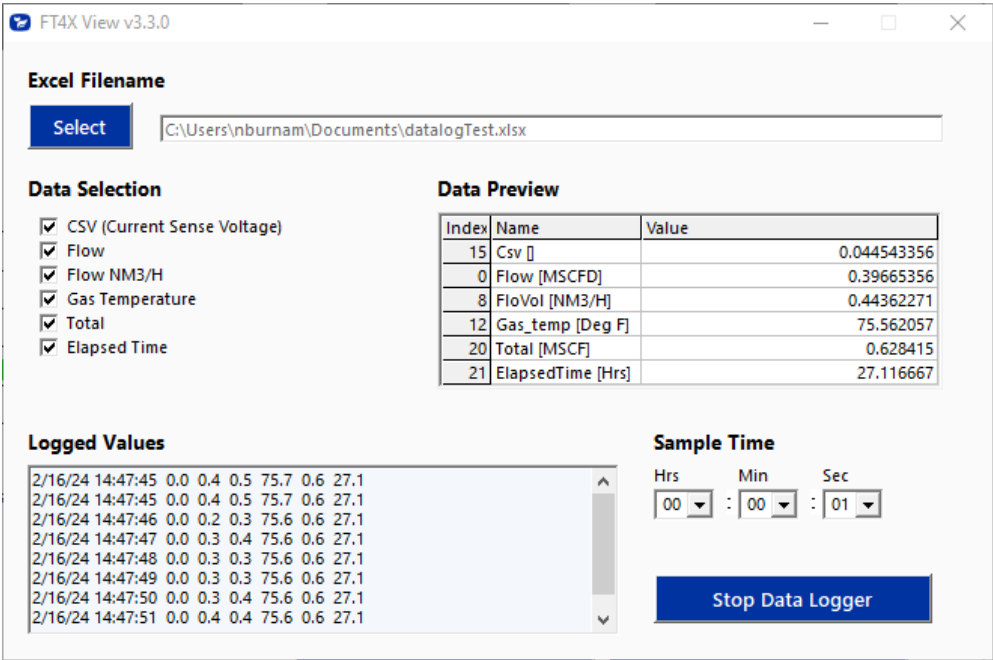 FT4X View v3.3.0
Excel Filename
Select
C:\Users\nburnam\Documents\datalogTest.xlsx
Data Selection
CSV (Current Sense Voltage)
Flow
Flow NM3/H
Gas Temperature
Total
Elapsed Time
Data Preview
Index Name Value
15 Csv [] 0.044543356
0 Flow [MSCFD] 0.39665356
8 FloVol [NM3/H] 0.44362271
12 Gas_temp [Deg F] 75.562057
20 Total [MSCF] 0.628415
21 ElapsedTime [Hrs] 27.116667
Logged Values
2/16/24 14:47:45 0.0 0.4 0.5 75.7 0.6 27.1
2/16/24 14:47:45 0.0 0.4 0.5 75.7 0.6 27.1
2/16/24 14:47:46 0.0 0.2 0.3 75.6 0.6 27.1
2/16/24 14:47:47 0.0 0.3 0.4 75.6 0.6 27.1
2/16/24 14:47:48 0.0 0.3 0.3 75.6 0.6 27.1
2/16/24 14:47:49 0.0 0.3 0.3 75.6 0.6 27.1
2/16/24 14:47:50 0.0 0.3 0.4 75.6 0.6 27.1
2/16/24 14:47:51 0.0 0.4 0.4 75.6 0.6 27.1
Sample Time
Hrs Min Sec
00 : 00 : 01
Stop Data Logger